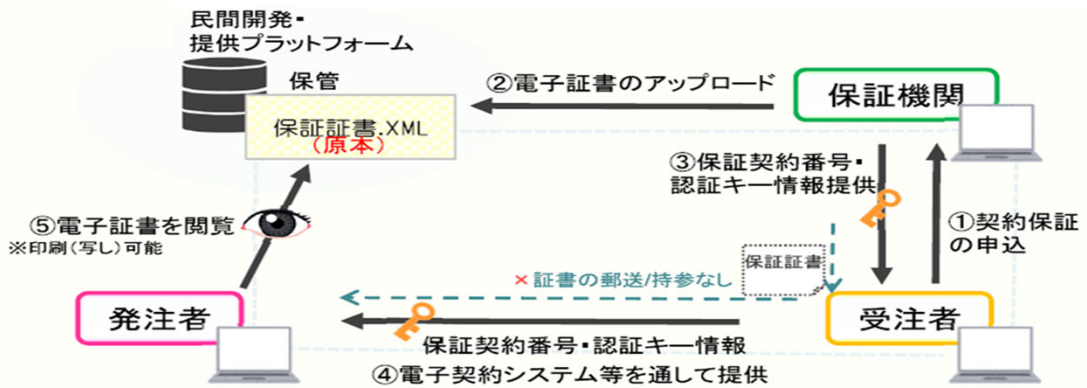 民間開発・
提供プラットフォーム
保管
保証証書.XML
(原本)
②電子証書のアップロード
保証機関
③保証契約番号・
認証キー情報提供
①契約保証
の申込
⑤電子証書を閲覧
※印刷(写し)可能
保証証書
×証書の郵送/持参なし
発注者
受注者
保証契約番号・認証キー情報
④電子契約システム等を通して提供